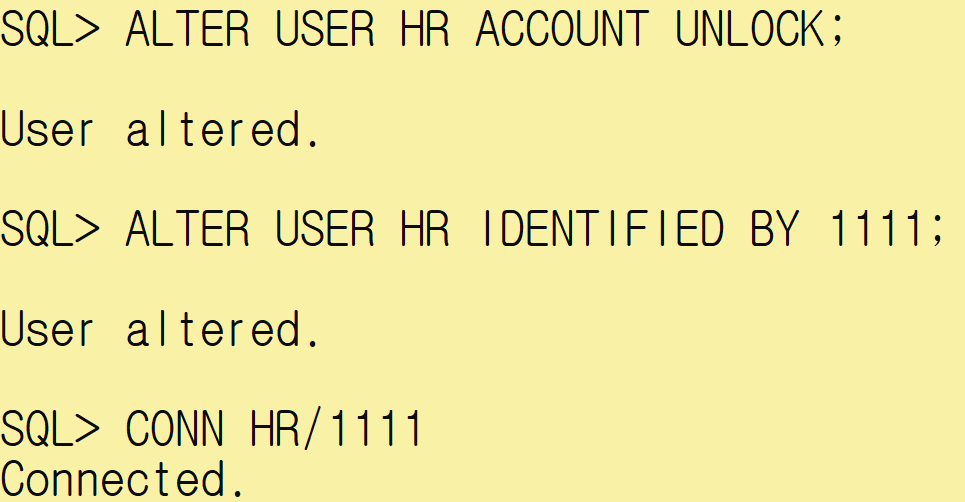 SQL> ALTER USER HR ACCOUNT UNLOCK;
User altered.
SQL> ALTER USER HR IDENTIFIED BY 1111;
User altered.
SQL> CONN HR/1111
Connected.